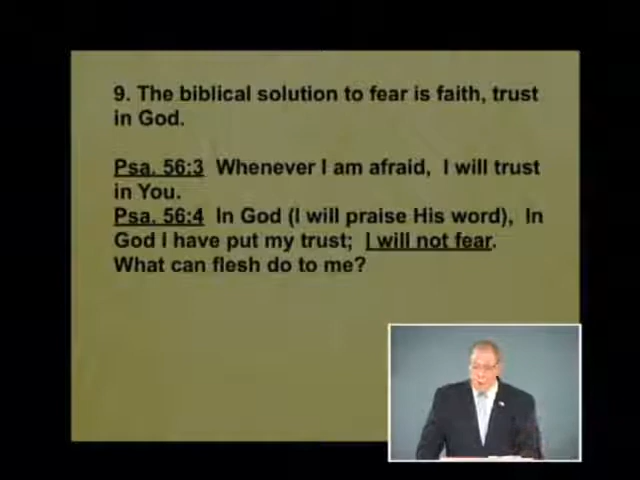 9. The biblical solution to fear is faith, trust
in God.
Psa. 56:3 Whenever I am afraid, I will trust
in You.
Psa. 56:4 In God (I will praise His word), In
God I have put my trust; I will not fear.
What can flesh do to me?